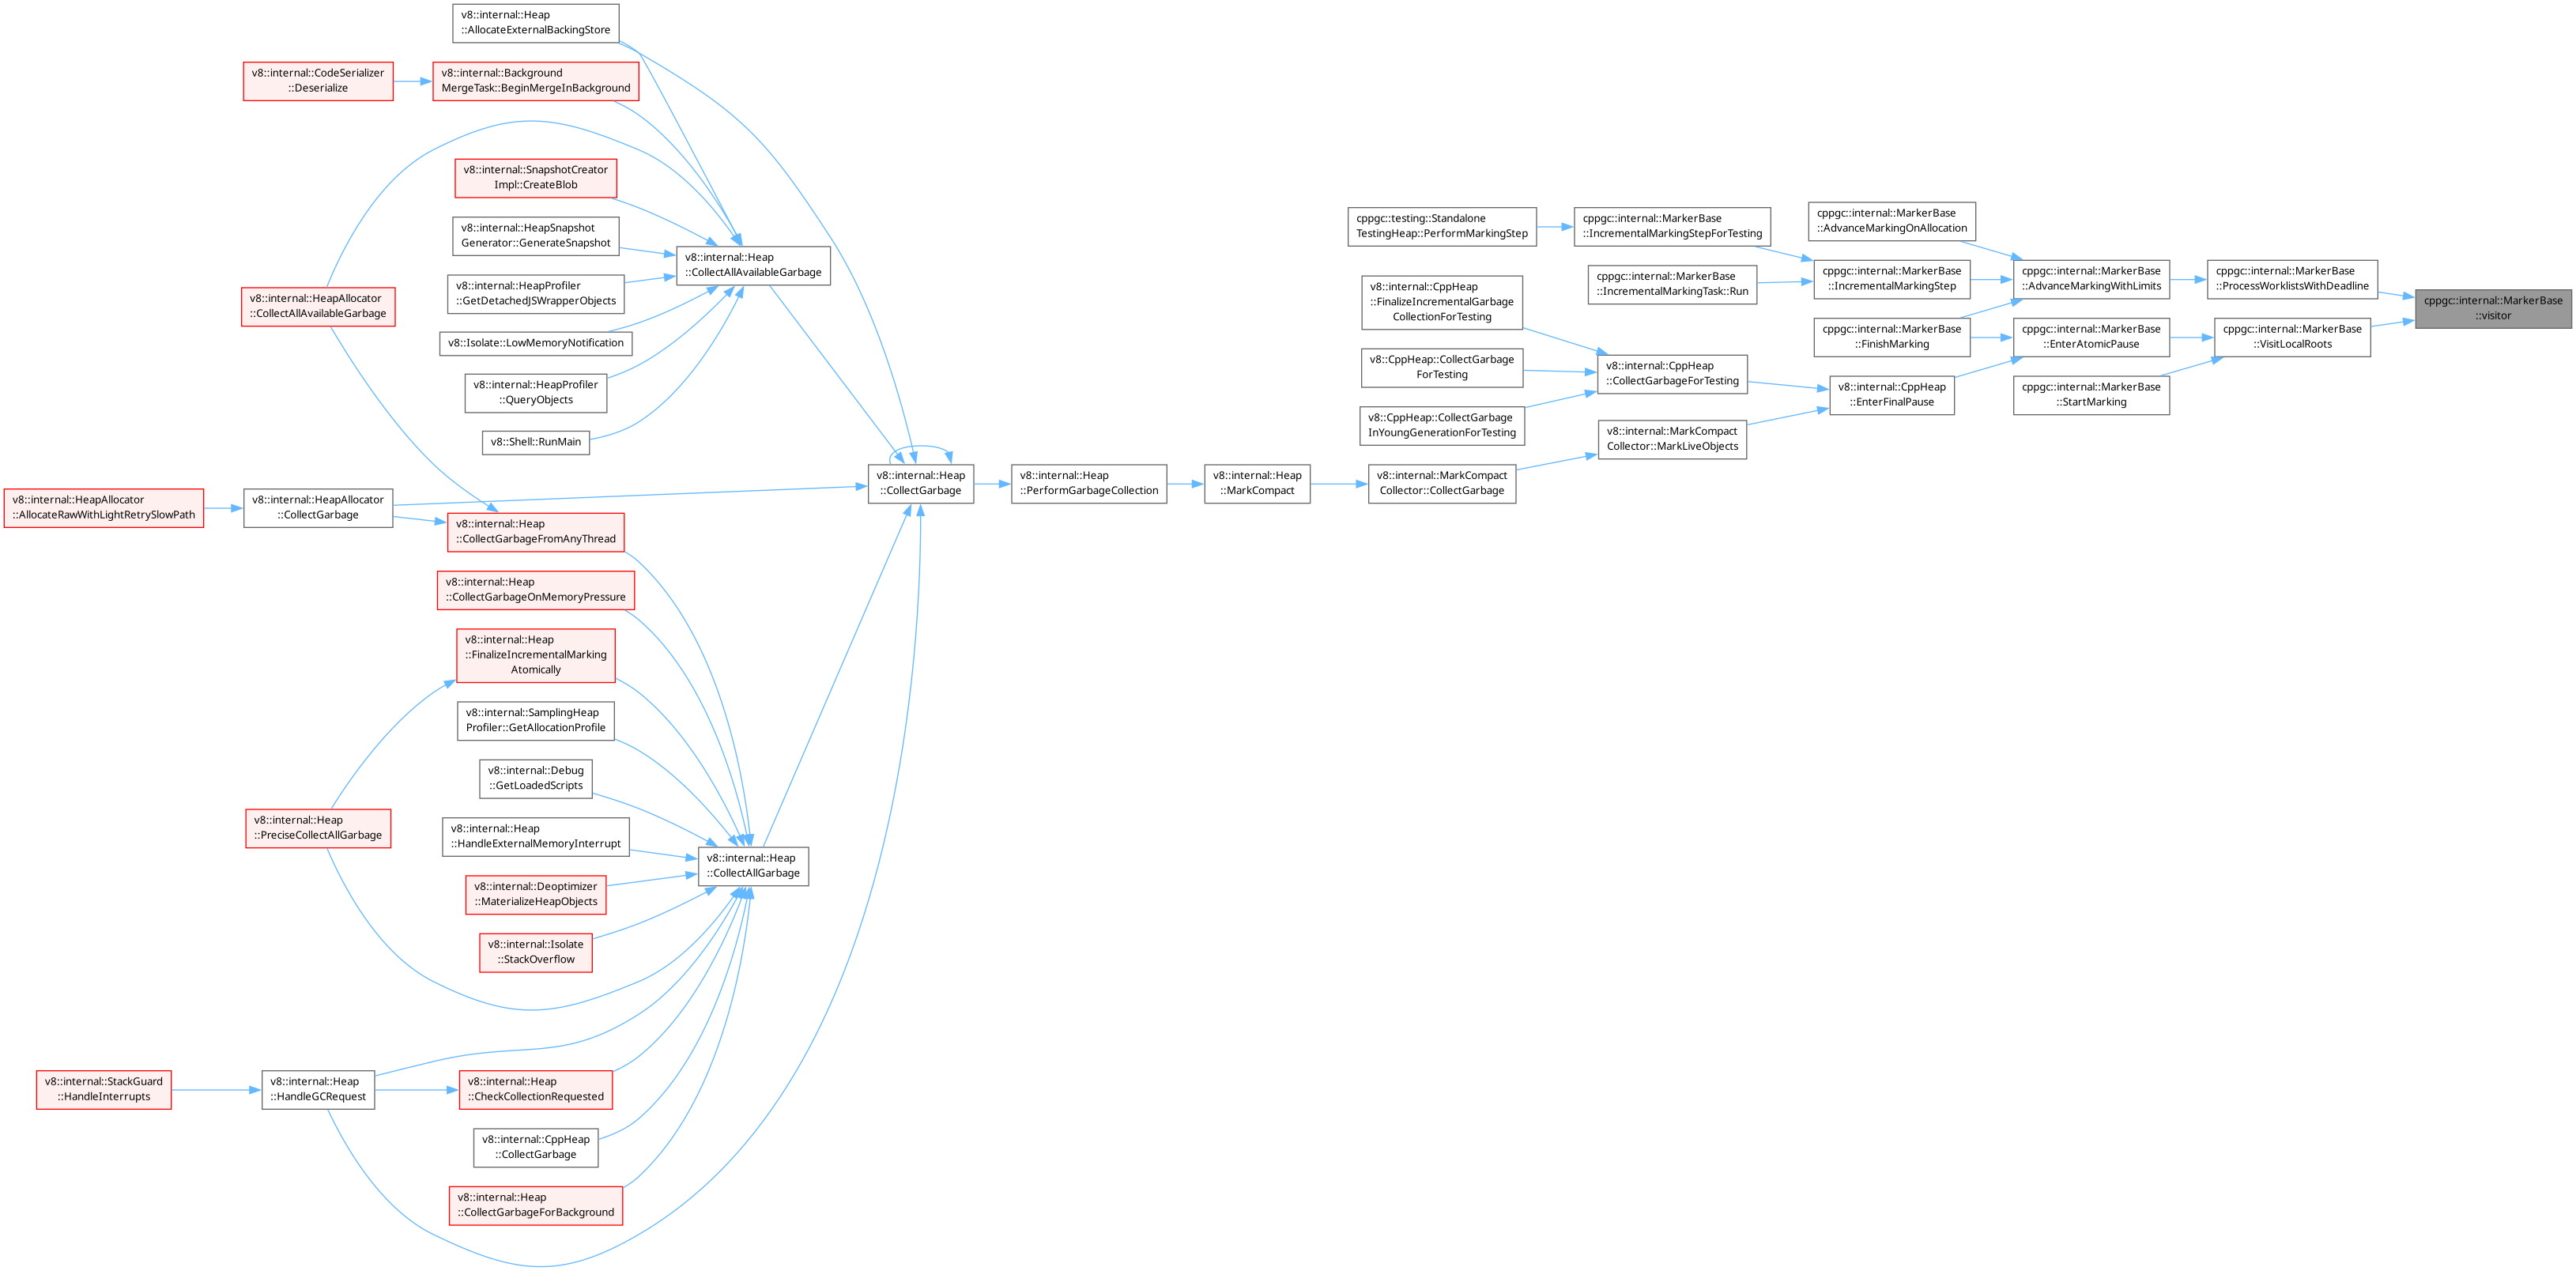 v8::internal::Heap
::AllocateExternalBackingStore
v8::internal::CodeSerializer
::Deserialize
v8::internal::Background
MergeTask::BeginMergeInBackground
v8::internal::SnapshotCreator
Impl::CreateBlob
v8::internal::HeapSnapshot
Generator::GenerateSnapshot
v8::internal::Heap
::CollectAllAvailableGarbage
v8::internal::HeapProfiler
::GetDetachedJSWrapperObjects
v8::internal::HeapAllocator
::CollectAllAvailableGarbage
v8::Isolate::LowMemoryNotification
v8::internal::HeapProfiler
::QueryObjects
v8::Shell::RunMain
v8::internal::HeapAllocator
::AllocateRawWithLightRetrySlowPath
v8::internal::HeapAllocator
::CollectGarbage
v8::internal::Heap
::CollectGarbageFromAnyThread
v8::internal::Heap
::CollectGarbage
v8::internal::Heap
::PerformGarbageCollection
v8::internal::Heap
::MarkCompact
v8::internal::MarkCompact
Collector::CollectGarbage
cppgc::testing::Standalone
TestingHeap::PerformMarkingStep
cppgc::internal::MarkerBase
::IncrementalMarkingStepForTesting
cppgc::internal::MarkerBase
::AdvanceMarkingOnAllocation
cppgc::internal::MarkerBase
::IncrementalMarkingTask::Run
cppgc::internal::MarkerBase
::IncrementalMarkingStep
cppgc::internal::MarkerBase
::AdvanceMarkingWithLimits
cppgc::internal::MarkerBase
::ProcessWorklistsWithDeadline
cppgc::internal::MarkerBase
::visitor
v8::internal::CppHeap
::FinalizeIncrementalGarbage
CollectionForTesting
cppgc::internal::MarkerBase
::FinishMarking
cppgc::internal::MarkerBase
::EnterAtomicPause
cppgc::internal::MarkerBase
::VisitLocalRoots
v8::CppHeap::CollectGarbage
ForTesting
v8::internal::CppHeap
::CollectGarbageForTesting
v8::internal::CppHeap
::EnterFinalPause
cppgc::internal::MarkerBase
::StartMarking
v8::CppHeap::CollectGarbage
InYoungGenerationForTesting
v8::internal::MarkCompact
Collector::MarkLiveObjects
v8::internal::Heap
::CollectGarbageOnMemoryPressure
v8::internal::Heap
::FinalizeIncrementalMarking
Atomically
v8::internal::SamplingHeap
Profiler::GetAllocationProfile
v8::internal::Debug
::GetLoadedScripts
v8::internal::Heap
::PreciseCollectAllGarbage
v8::internal::Heap
::HandleExternalMemoryInterrupt
v8::internal::Heap
::CollectAllGarbage
v8::internal::Deoptimizer
::MaterializeHeapObjects
v8::internal::Isolate
::StackOverflow
v8::internal::StackGuard
::HandleInterrupts
v8::internal::Heap
::HandleGCRequest
v8::internal::Heap
::CheckCollectionRequested
v8::internal::CppHeap
::CollectGarbage
v8::internal::Heap
::CollectGarbageForBackground